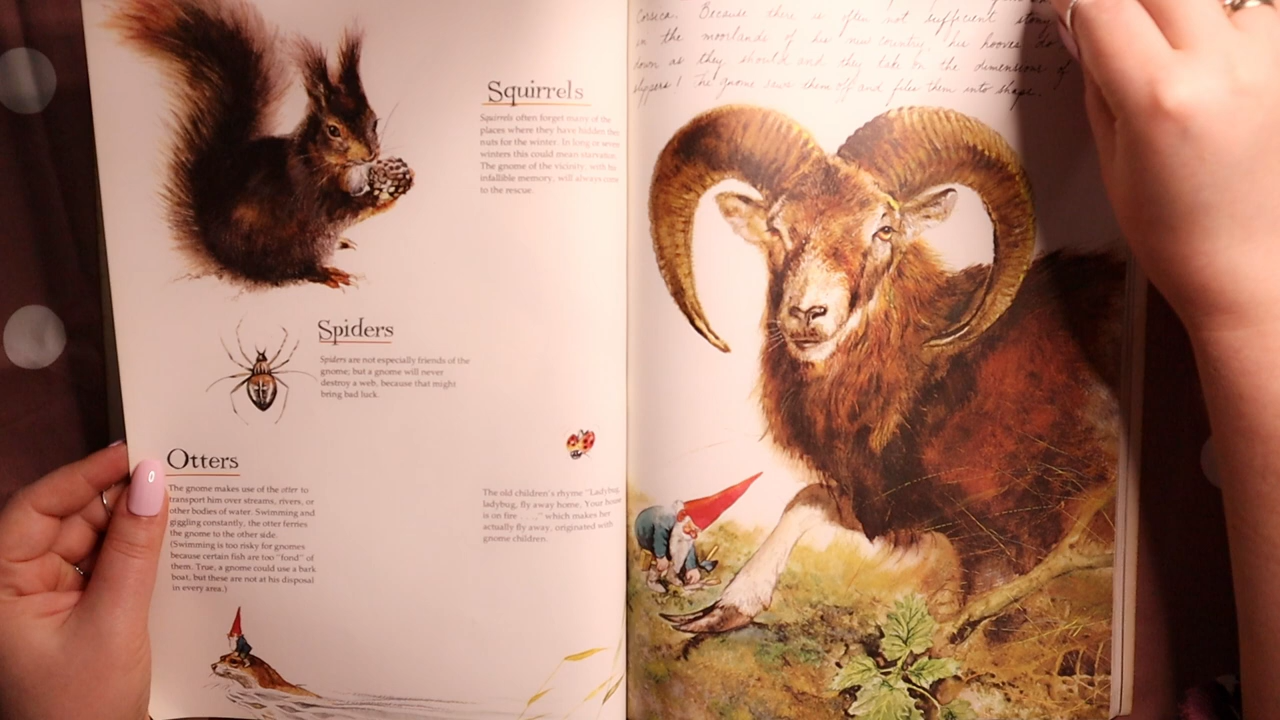 Squirrels
Squirrels often forget many of the
places where they have hidden their
nuts for the winter. In long or severe
winters this could mean starvation.
The gnome of the vicinity, with his
infallible memory, will always come
to the rescue.
Spiders
Spiders are not especially friends of the
gnome; but a gnome will never
destroy a web, because that might
bring bad luck.
Otters
The gnome makes use of the otter to
transport him over streams, rivers, or
other bodies of water. Swimming and
giggling constantly, the otter ferries
the gnome to the other side.
(Swimming is too risky for gnomes
because certain fish are too "fond" of
them. True, a gnome could use a bark
boat, but these are not at his disposal
in every area.)
The old children's rhyme "Ladybug,
ladybug, fly away home, Your house
is on fire . . . ," which makes her
actually fly away, originated with
gnome children.
Corsica. Because there is often not sufficient stony
in the moorlands of his new country, his hooves do
down as they should and they take on the dimensions of
slippers! The gnome saws them off and files them into shape.